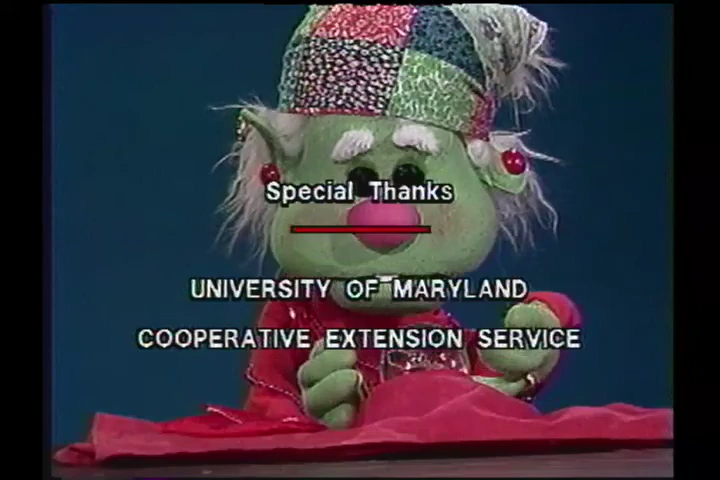 Special Thanks
UNIVERSITY OF MARYLAND
COOPERATIVE EXTENSION SERVICE